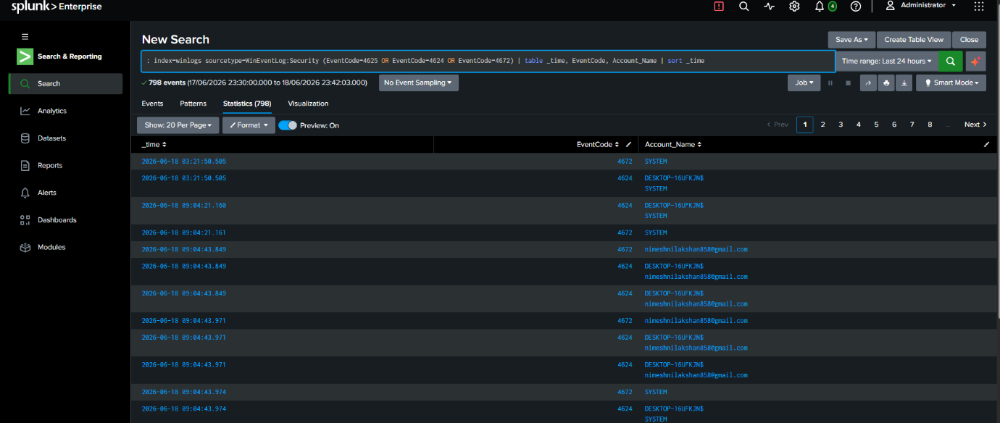 splunk> Enterprise
4
Administrator
Search & Reporting
Search
Analytics
Datasets
Reports
Alerts
Dashboards
Modules
New Search
Save As
Create Table View
Close
: index=winlogs sourcetype=WinEventLog:Security (EventCode=4625 OR EventCode=4624 OR EventCode=4672) | table _time, EventCode, Account_Name | sort _time
Time range: Last 24 hours
798 events (17/06/2026 23:30:00.000 to 18/06/2026 23:42:03.000)
No Event Sampling
Job
Smart Mode
Events
Patterns
Statistics (798)
Visualization
Show: 20 Per Page
Format
Preview: On
< Prev
1
2
3
4
5
6
7
8
...
Next >
_time
EventCode
Account_Name
2026-06-18 03:21:50.505 4672 SYSTEM
2026-06-18 03:21:50.505 4624 DESKTOP-16UFKJN$
SYSTEM
2026-06-18 09:04:21.160 4624 DESKTOP-16UFKJN$
SYSTEM
2026-06-18 09:04:21.161 4672 SYSTEM
2026-06-18 09:04:43.849 4672 nimeshnilakshan858@gmail.com
2026-06-18 09:04:43.849 4624 DESKTOP-16UFKJN$
nimeshnilakshan858@gmail.com
2026-06-18 09:04:43.849 4624 DESKTOP-16UFKJN$
nimeshnilakshan858@gmail.com
2026-06-18 09:04:43.971 4672 nimeshnilakshan858@gmail.com
2026-06-18 09:04:43.971 4624 DESKTOP-16UFKJN$
nimeshnilakshan858@gmail.com
2026-06-18 09:04:43.971 4624 DESKTOP-16UFKJN$
nimeshnilakshan858@gmail.com
2026-06-18 09:04:43.974 4672 SYSTEM
2026-06-18 09:04:43.974 4624 DESKTOP-16UFKJN$
SYSTEM